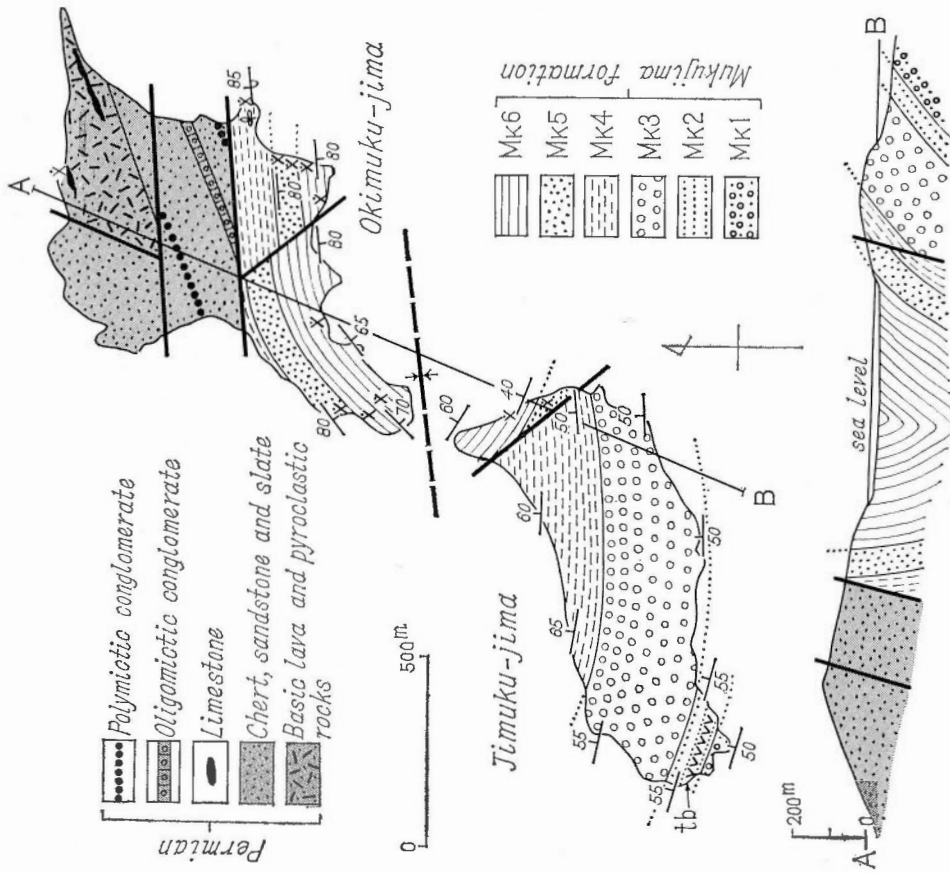 Permian
Polymictic conglomerate
Oligomictic conglomerate
Limestone
Chert, sandstone and slate
Basic lava and pyroclastic
rocks
A
85
80
80
80
65
80
70
Okimuku-jima
60
40
50
50
60
65
55
50
55
55
50
tb
B
Jimuku-jima
0
500m.
Mk6
Mk5
Mk4
Mk3
Mk2
Mk1
Mukujima
formation
200m
0
A
sea level
B